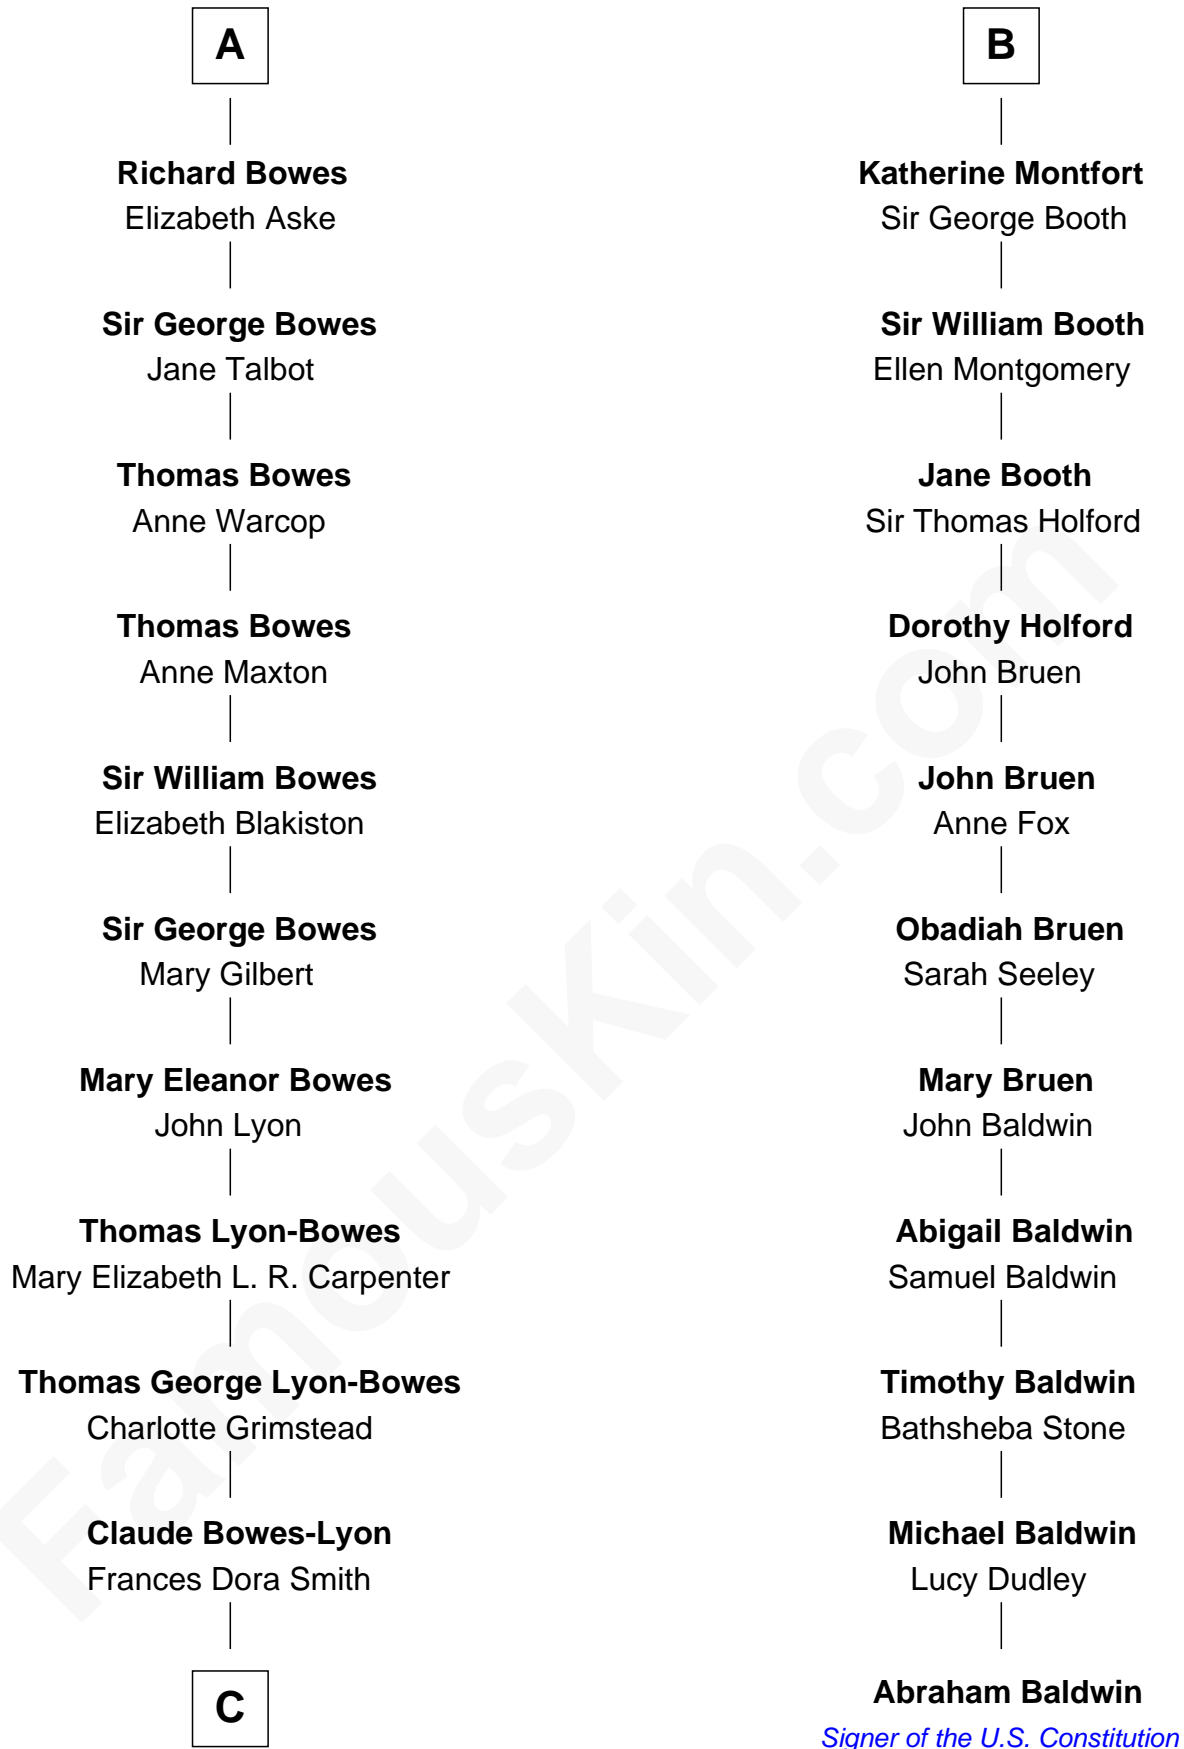 A
Richard Bowes
Elizabeth Aske
Sir George Bowes
Jane Talbot
Thomas Bowes
Anne Warcop
Thomas Bowes
Anne Maxton
Sir William Bowes
Elizabeth Blakiston
Sir George Bowes
Mary Gilbert
Mary Eleanor Bowes
John Lyon
Thomas Lyon-Bowes
Mary Elizabeth L. R. Carpenter
Thomas George Lyon-Bowes
Charlotte Grimstead
Claude Bowes-Lyon
Frances Dora Smith
C
B
Katherine Montfort
Sir George Booth
Sir William Booth
Ellen Montgomery
Jane Booth
Sir Thomas Holford
Dorothy Holford
John Bruen
John Bruen
Anne Fox
Obadiah Bruen
Sarah Seeley
Mary Bruen
John Baldwin
Abigail Baldwin
Samuel Baldwin
Timothy Baldwin
Bathsheba Stone
Michael Baldwin
Lucy Dudley
Abraham Baldwin
Signer of the U.S. Constitution
FamousKin.com